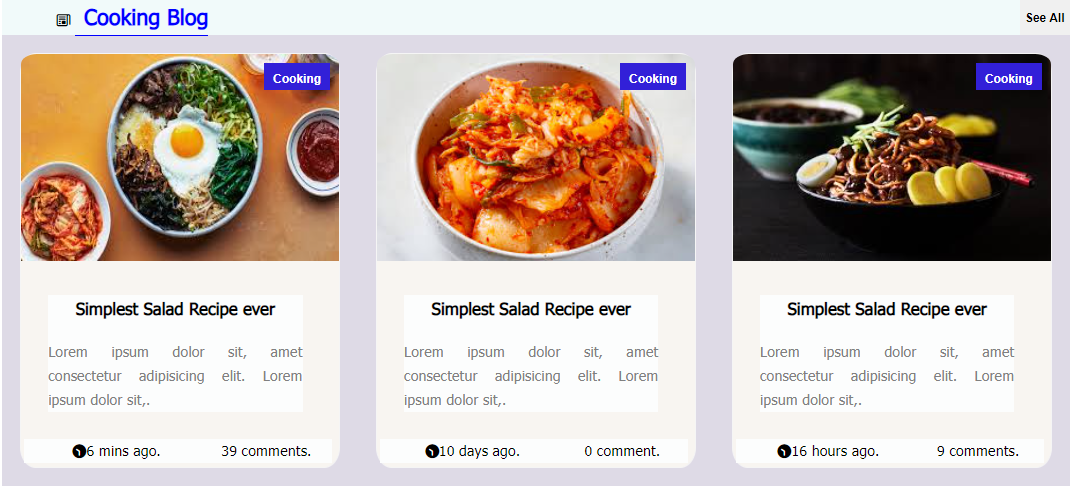 Cooking Blog
See All
Cooking
Simplest Salad Recipe ever
Lorem ipsum dolor sit, amet
consectetur adipisicing elit. Lorem
ipsum dolor sit,.
6 mins ago. 39 comments.
Cooking
Simplest Salad Recipe ever
Lorem ipsum dolor sit, amet
consectetur adipisicing elit. Lorem
ipsum dolor sit,.
10 days ago. 0 comment.
Cooking
Simplest Salad Recipe ever
Lorem ipsum dolor sit, amet
consectetur adipisicing elit. Lorem
ipsum dolor sit,.
16 hours ago. 9 comments.